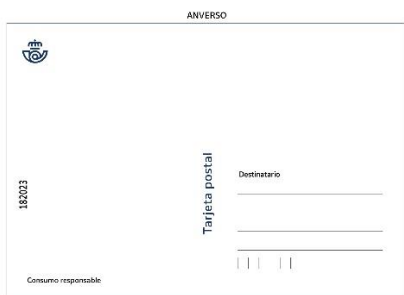 ANVERSO
182023
Tarjeta postal
Destinatario
Consumo responsable